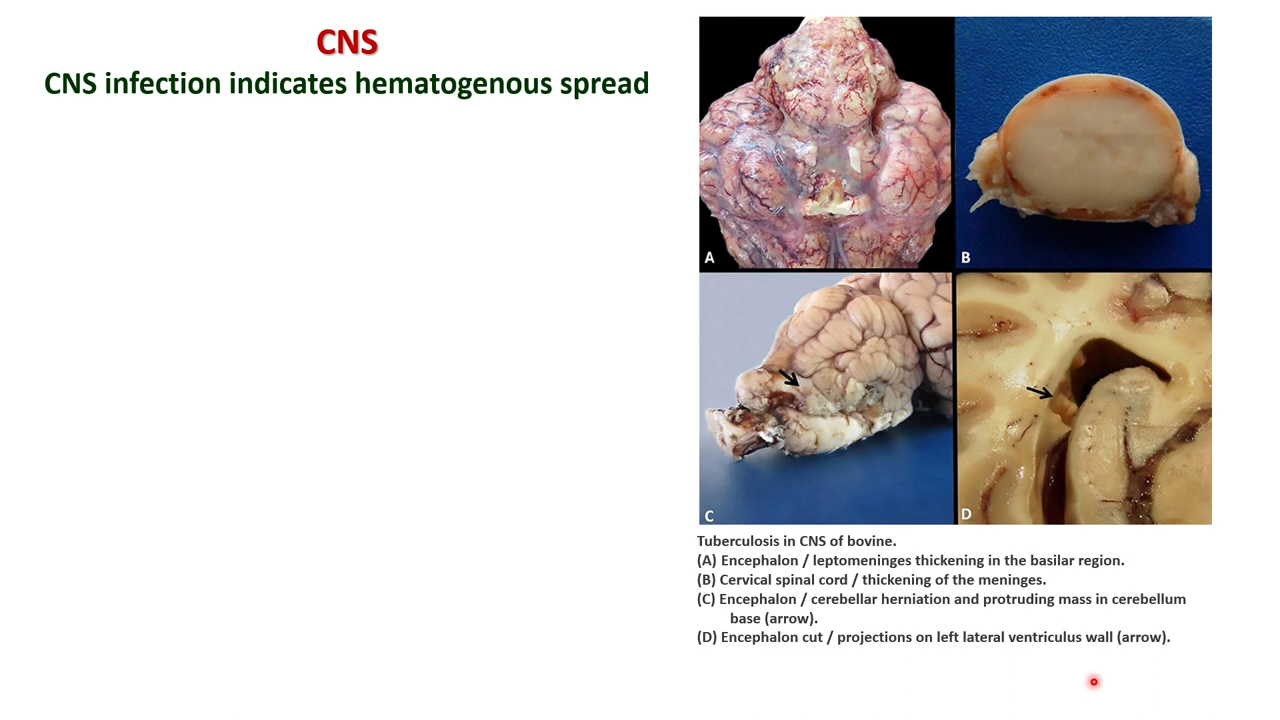 CNS
CNS infection indicates hematogenous spread
A
B
C
D
Tuberculosis in CNS of bovine.
(A) Encephalon / leptomeninges thickening in the basilar region.
(B) Cervical spinal cord / thickening of the meninges.
(C) Encephalon / cerebellar herniation and protruding mass in cerebellum
base (arrow).
(D) Encephalon cut / projections on left lateral ventriculus wall (arrow).